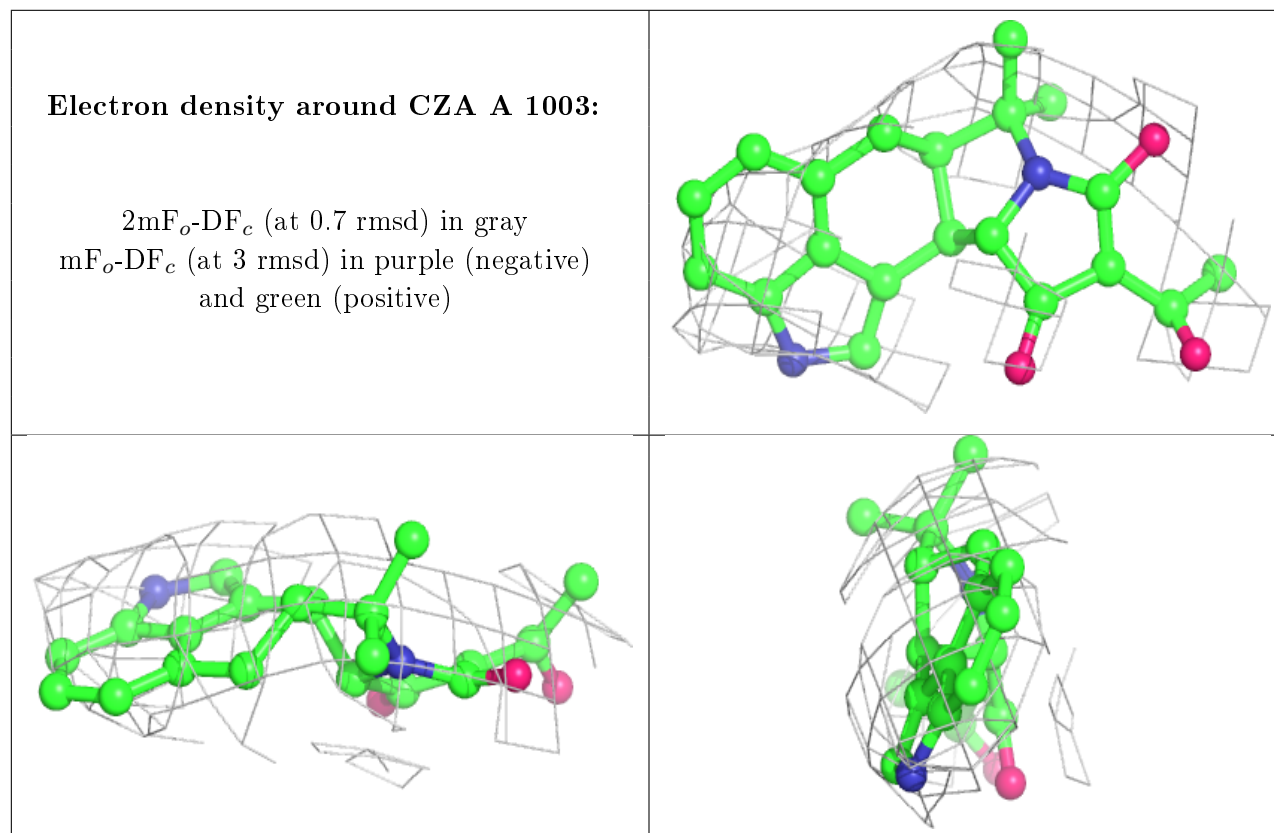 Electron density around CZA A 1003:
2mFo-DFc (at 0.7 rmsd) in gray
mFo-DFc (at 3 rmsd) in purple (negative)
and green (positive)